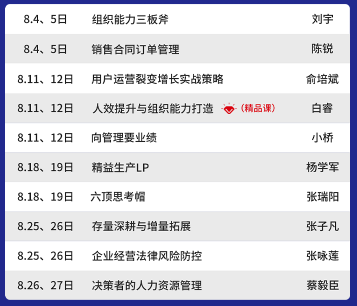 8.4、5日 组织能力三板斧 刘宇
8.4、5日 销售合同订单管理 陈锐
8.11、12日 用户运营裂变增长实战策略 俞培斌
8.11、12日 人效提升与组织能力打造 （精品课） 白睿
8.11、12日 向管理要业绩 小桥
8.18、19日 精益生产LP 杨学军
8.18、19日 六顶思考帽 张瑞阳
8.25、26日 存量深耕与增量拓展 张子凡
8.25、26日 企业经营法律风险防控 张咏莲
8.26、27日 决策者的人力资源管理 蔡毅臣